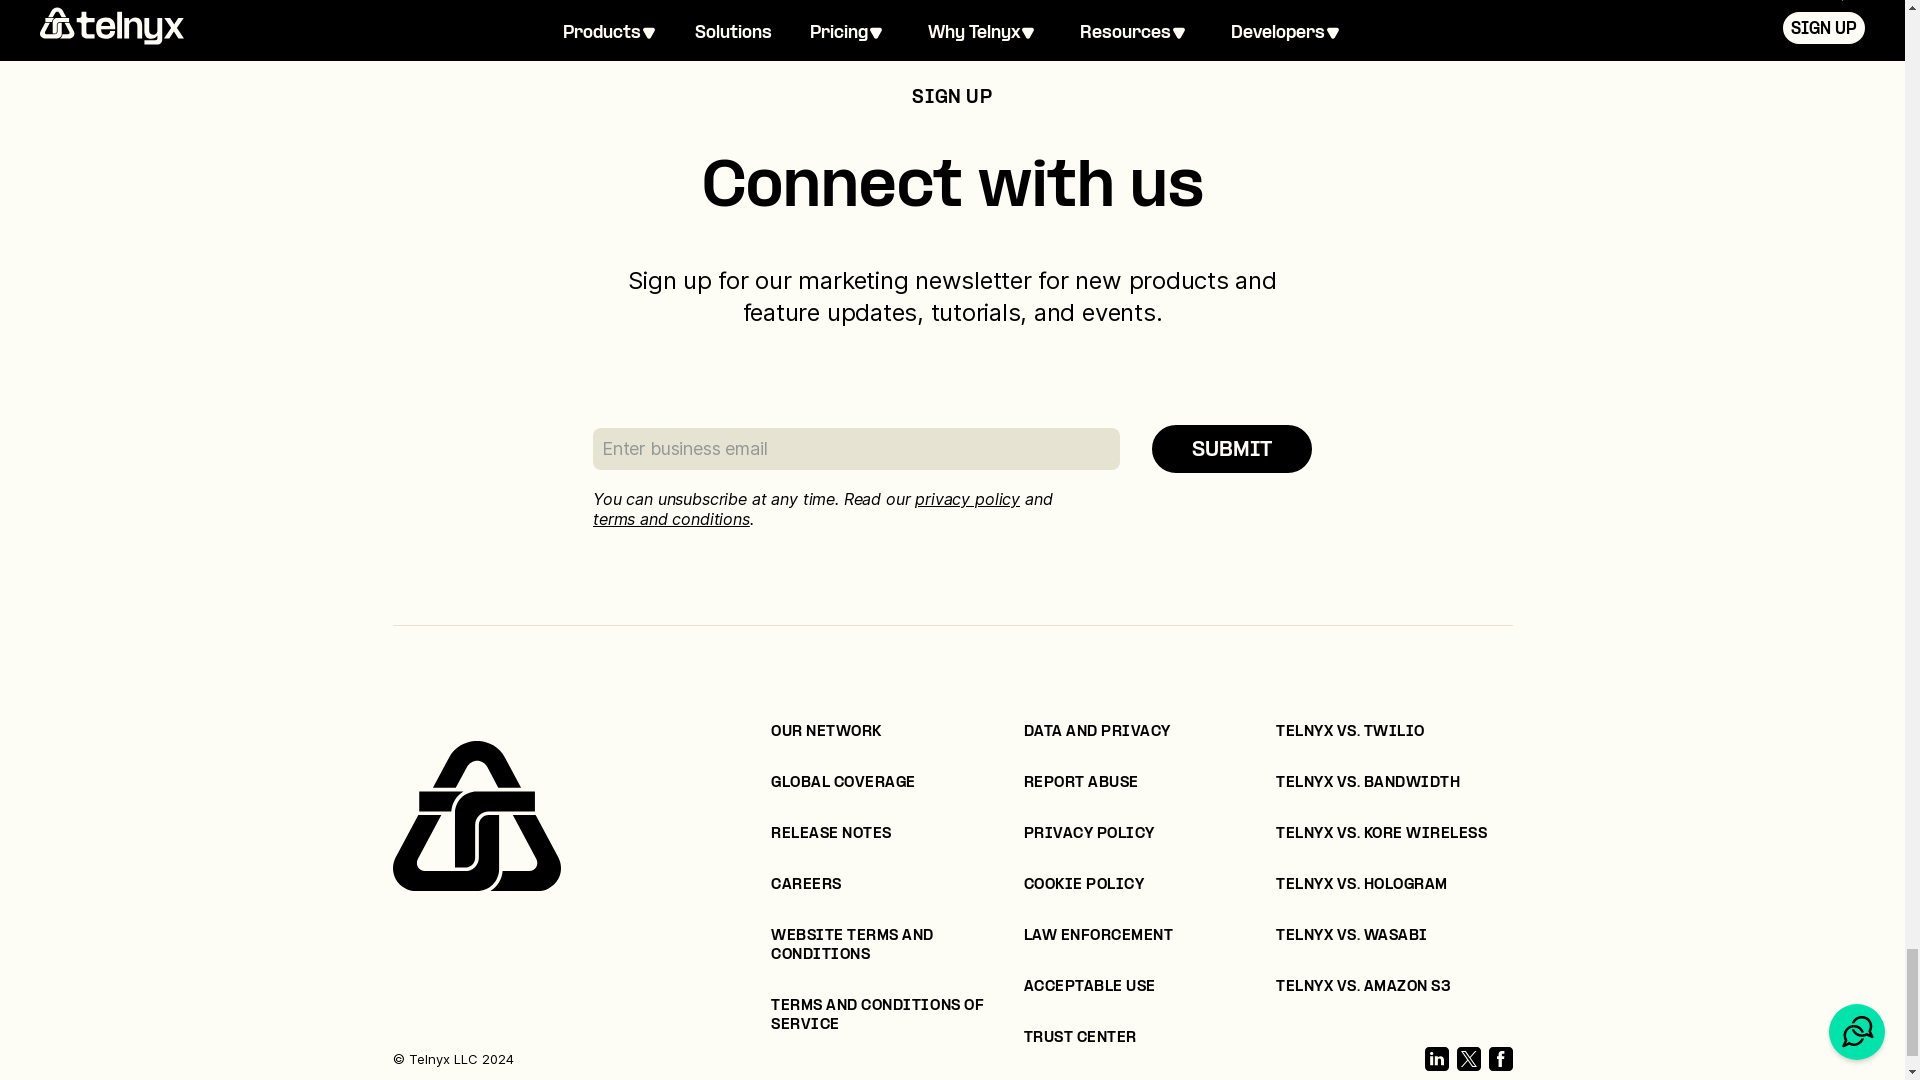 telnyx
Products
Solutions
Pricing
Why Telnyx
Resources
Developers
SIGN UP
SIGN UP
Connect with us
Sign up for our marketing newsletter for new products and
feature updates, tutorials, and events.
Enter business email
SUBMIT
You can unsubscribe at any time. Read our privacy policy and
terms and conditions.
OUR NETWORK
GLOBAL COVERAGE
RELEASE NOTES
CAREERS
WEBSITE TERMS AND
CONDITIONS
TERMS AND CONDITIONS OF
SERVICE
DATA AND PRIVACY
REPORT ABUSE
PRIVACY POLICY
COOKIE POLICY
LAW ENFORCEMENT
ACCEPTABLE USE
TRUST CENTER
TELNYX VS. TWILIO
TELNYX VS. BANDWIDTH
TELNYX VS. KORE WIRELESS
TELNYX VS. HOLOGRAM
TELNYX VS. WASABI
TELNYX VS. AMAZON S3
© Telnyx LLC 2024